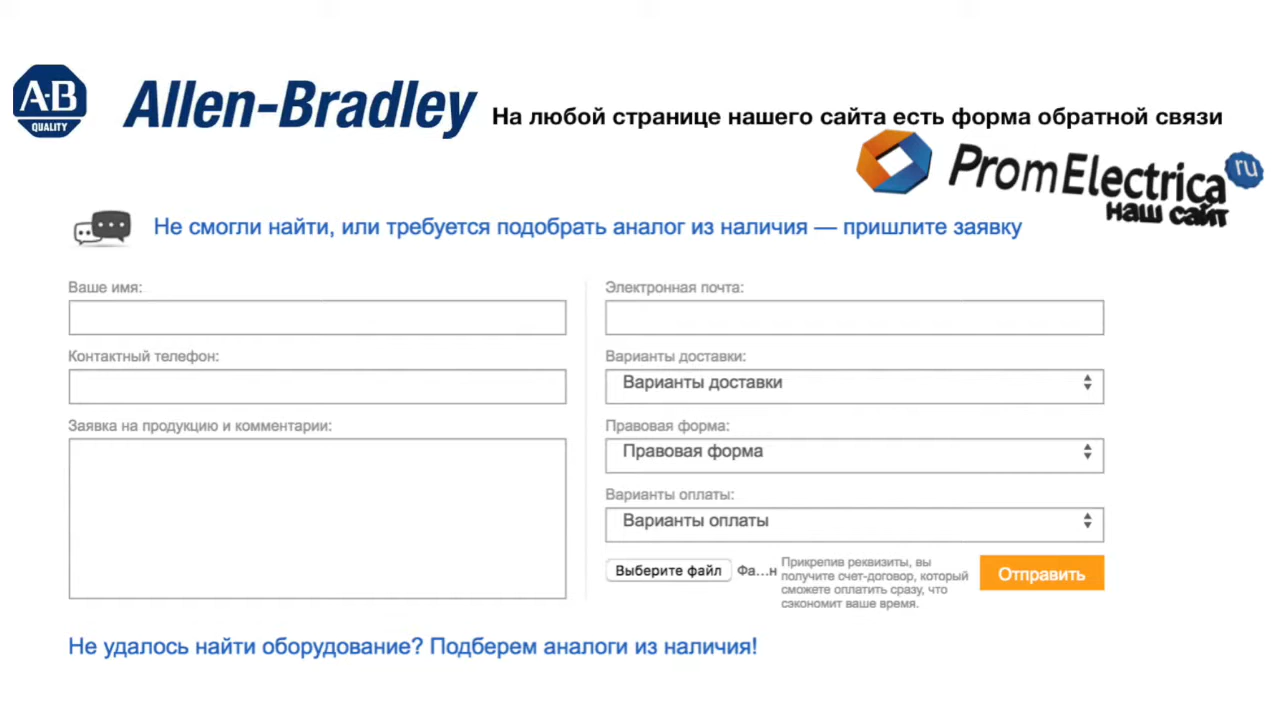 A-B
QUALITY
Allen-Bradley
На любой странице нашего сайта есть форма обратной связи
PromElectrica ru
наш сайт
Не смогли найти, или требуется подобрать аналог из наличия — пришлите заявку
Ваше имя:
Электронная почта:
Контактный телефон:
Варианты доставки:
Варианты доставки
Заявка на продукцию и комментарии:
Правовая форма:
Правовая форма
Варианты оплаты:
Варианты оплаты
Выберите файл Фа...н
Прикрепив реквизиты, вы
получите счет-договор, который
сможете оплатить сразу, что
сэкономит ваше время.
Отправить
Не удалось найти оборудование? Подберем аналоги из наличия!